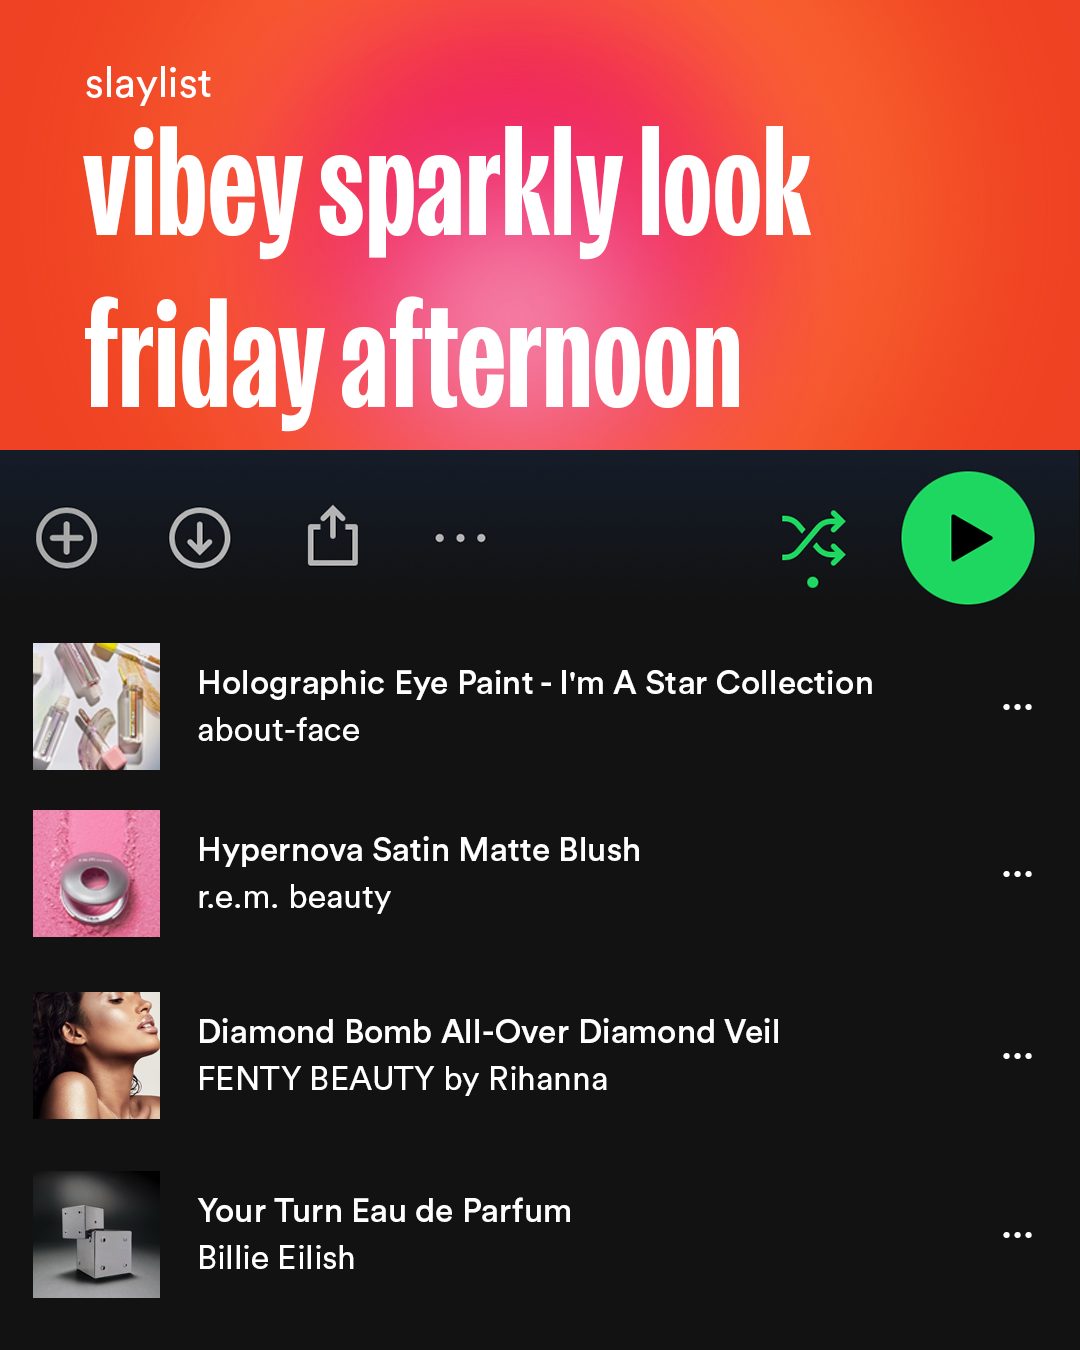 slaylist
vibey sparkly look
friday afternoon
Holographic Eye Paint - I'm A Star Collection
about-face
Hypernova Satin Matte Blush
r.e.m. beauty
Diamond Bomb All-Over Diamond Veil
FENTY BEAUTY by Rihanna
Your Turn Eau de Parfum
Billie Eilish